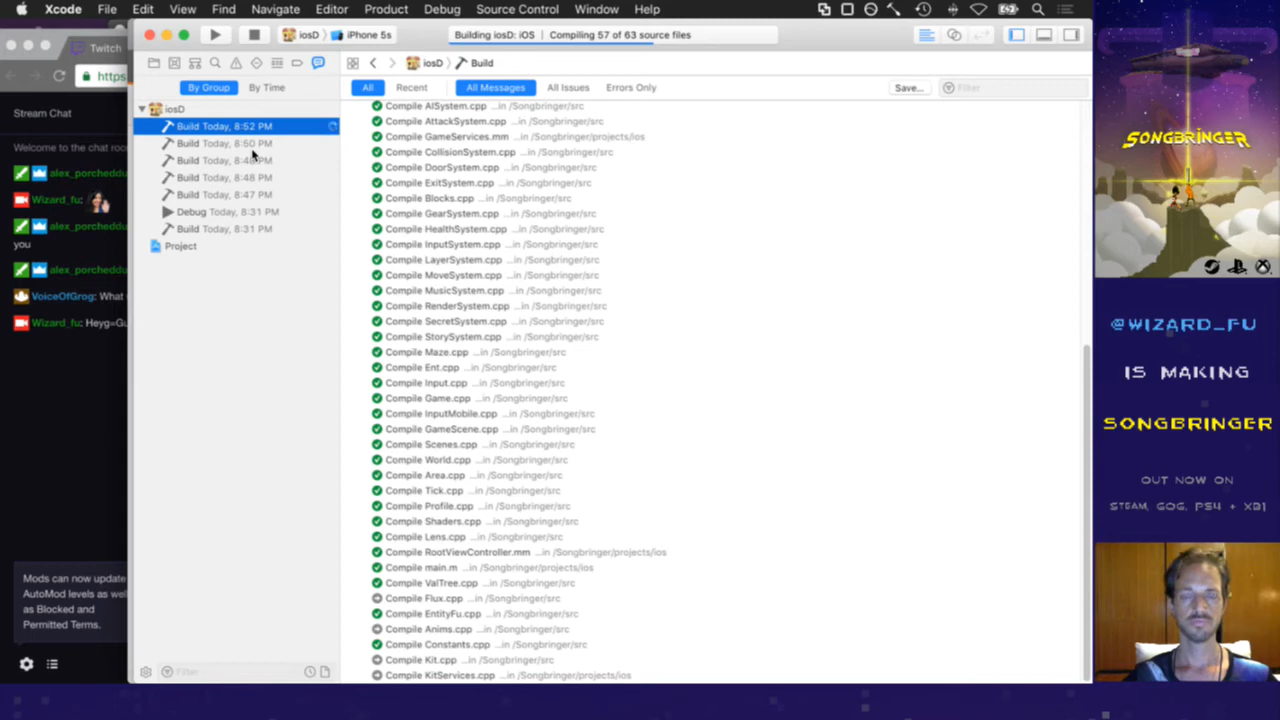 Xcode File Edit View Find Navigate Editor Product Debug Source Control Window Help
iosD iPhone 5s
Building iosD: iOS | Compiling 57 of 63 source files
Twitch
https
Stream Chat
Welcome to the chat roo
alex_porcheddu
Wizard_fu:
alex_porcheddu
you
alex_porcheddu
VoiceOfGrog: What
Wizard_fu: Heyg=Gu
Mods can now update
AutoMod levels as well
as Blocked and
Permitted Terms.
iosD Build
By Group By Time
All Recent All Messages All Issues Errors Only Save... Filter
iosD
Build Today, 8:52 PM
Build Today, 8:50 PM
Build Today, 8:48 PM
Build Today, 8:48 PM
Build Today, 8:47 PM
Debug Today, 8:31 PM
Build Today, 8:31 PM
Project
Filter
Compile AISystem.cpp ...in /Songbringer/src
Compile AttackSystem.cpp ...in /Songbringer/src
Compile GameServices.mm ...in /Songbringer/projects/ios
Compile CollisionSystem.cpp ...in /Songbringer/src
Compile DoorSystem.cpp ...in /Songbringer/src
Compile ExitSystem.cpp ...in /Songbringer/src
Compile Blocks.cpp ...in /Songbringer/src
Compile GearSystem.cpp ...in /Songbringer/src
Compile HealthSystem.cpp ...in /Songbringer/src
Compile InputSystem.cpp ...in /Songbringer/src
Compile LayerSystem.cpp ...in /Songbringer/src
Compile MoveSystem.cpp ...in /Songbringer/src
Compile MusicSystem.cpp ...in /Songbringer/src
Compile RenderSystem.cpp ...in /Songbringer/src
Compile SecretSystem.cpp ...in /Songbringer/src
Compile StorySystem.cpp ...in /Songbringer/src
Compile Maze.cpp ...in /Songbringer/src
Compile Ent.cpp ...in /Songbringer/src
Compile Input.cpp ...in /Songbringer/src
Compile Game.cpp ...in /Songbringer/src
Compile InputMobile.cpp ...in /Songbringer/src
Compile GameScene.cpp ...in /Songbringer/src
Compile Scenes.cpp ...in /Songbringer/src
Compile World.cpp ...in /Songbringer/src
Compile Area.cpp ...in /Songbringer/src
Compile Tick.cpp ...in /Songbringer/src
Compile Profile.cpp ...in /Songbringer/src
Compile Shaders.cpp ...in /Songbringer/src
Compile Lens.cpp ...in /Songbringer/src
Compile RootViewController.mm ...in /Songbringer/projects/ios
Compile main.m ...in /Songbringer/projects/ios
Compile ValTree.cpp ...in /Songbringer/src
Compile Flux.cpp ...in /Songbringer/src
Compile EntityFu.cpp ...in /Songbringer/src
Compile Anims.cpp ...in /Songbringer/src
Compile Constants.cpp ...in /Songbringer/src
Compile Kit.cpp ...in /Songbringer/src
Compile KitServices.cpp ...in /Songbringer/projects/ios
SONGBRINGER
@WIZARD_FU
IS MAKING
SONGBRINGER
OUT NOW ON
STEAM, GOG, PS4 + XB1